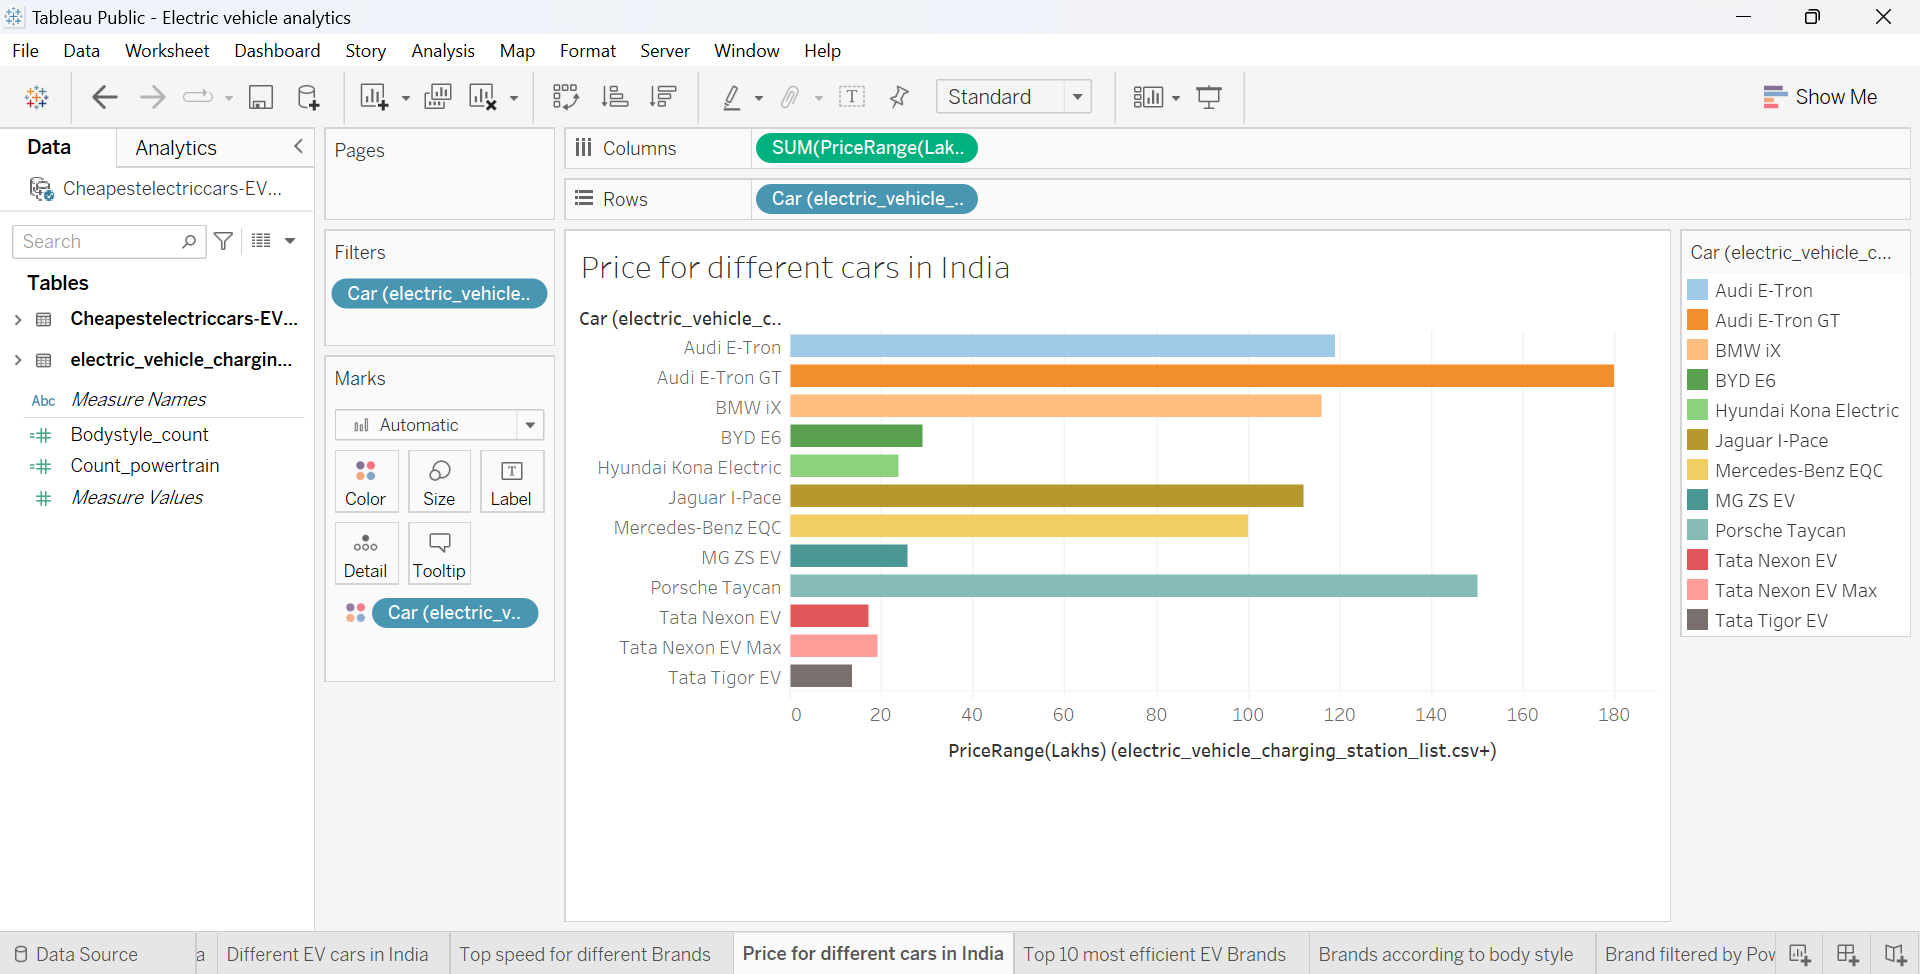 Tableau Public - Electric vehicle analytics
File Data Worksheet Dashboard Story Analysis Map Format Server Window Help
Standard
Show Me
Data Analytics
Cheapestelectriccars-EV...
Search
Tables
Cheapestelectriccars-EV...
electric_vehicle_chargin...
Abc Measure Names
Bodystyle_count
Count_powertrain
Measure Values
Pages
Filters
Car (electric_vehicle..
Marks
Automatic
Color Size Label
Detail Tooltip
Car (electric_v..
Columns SUM(PriceRange(Lak..
Rows Car (electric_vehicle_..
Price for different cars in India
Car (electric_vehicle_c..
Audi E-Tron
Audi E-Tron GT
BMW iX
BYD E6
Hyundai Kona Electric
Jaguar I-Pace
Mercedes-Benz EQC
MG ZS EV
Porsche Taycan
Tata Nexon EV
Tata Nexon EV Max
Tata Tigor EV
0 20 40 60 80 100 120 140 160 180
PriceRange(Lakhs) (electric_vehicle_charging_station_list.csv+)
Car (electric_vehicle_c...
Audi E-Tron
Audi E-Tron GT
BMW iX
BYD E6
Hyundai Kona Electric
Jaguar I-Pace
Mercedes-Benz EQC
MG ZS EV
Porsche Taycan
Tata Nexon EV
Tata Nexon EV Max
Tata Tigor EV
Data Source a Different EV cars in India Top speed for different Brands Price for different cars in India Top 10 most efficient EV Brands Brands according to body style Brand filtered by Pow